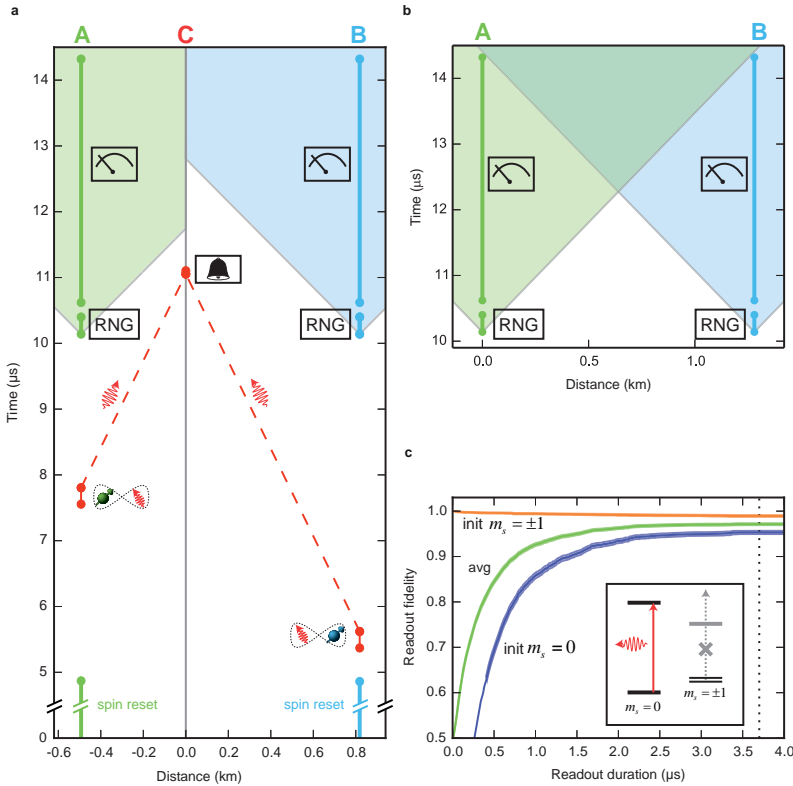 a
A
C
B
14
13
12
11
10
9
8
7
6
5
0
Time (µs)
RNG
RNG
spin reset
spin reset
-0.6 -0.4 -0.2 0.0 0.2 0.4 0.6 0.8
Distance (km)
b
A
B
14
13
12
11
10
Time (µs)
RNG
RNG
0.0 0.5 1.0
Distance (km)
c
1.0
0.9
0.8
0.7
0.6
0.5
Readout fidelity
init mₛ = ±1
avg
init mₛ = 0
mₛ = 0
mₛ = ±1
0.0 0.5 1.0 1.5 2.0 2.5 3.0 3.5 4.0
Readout duration (µs)